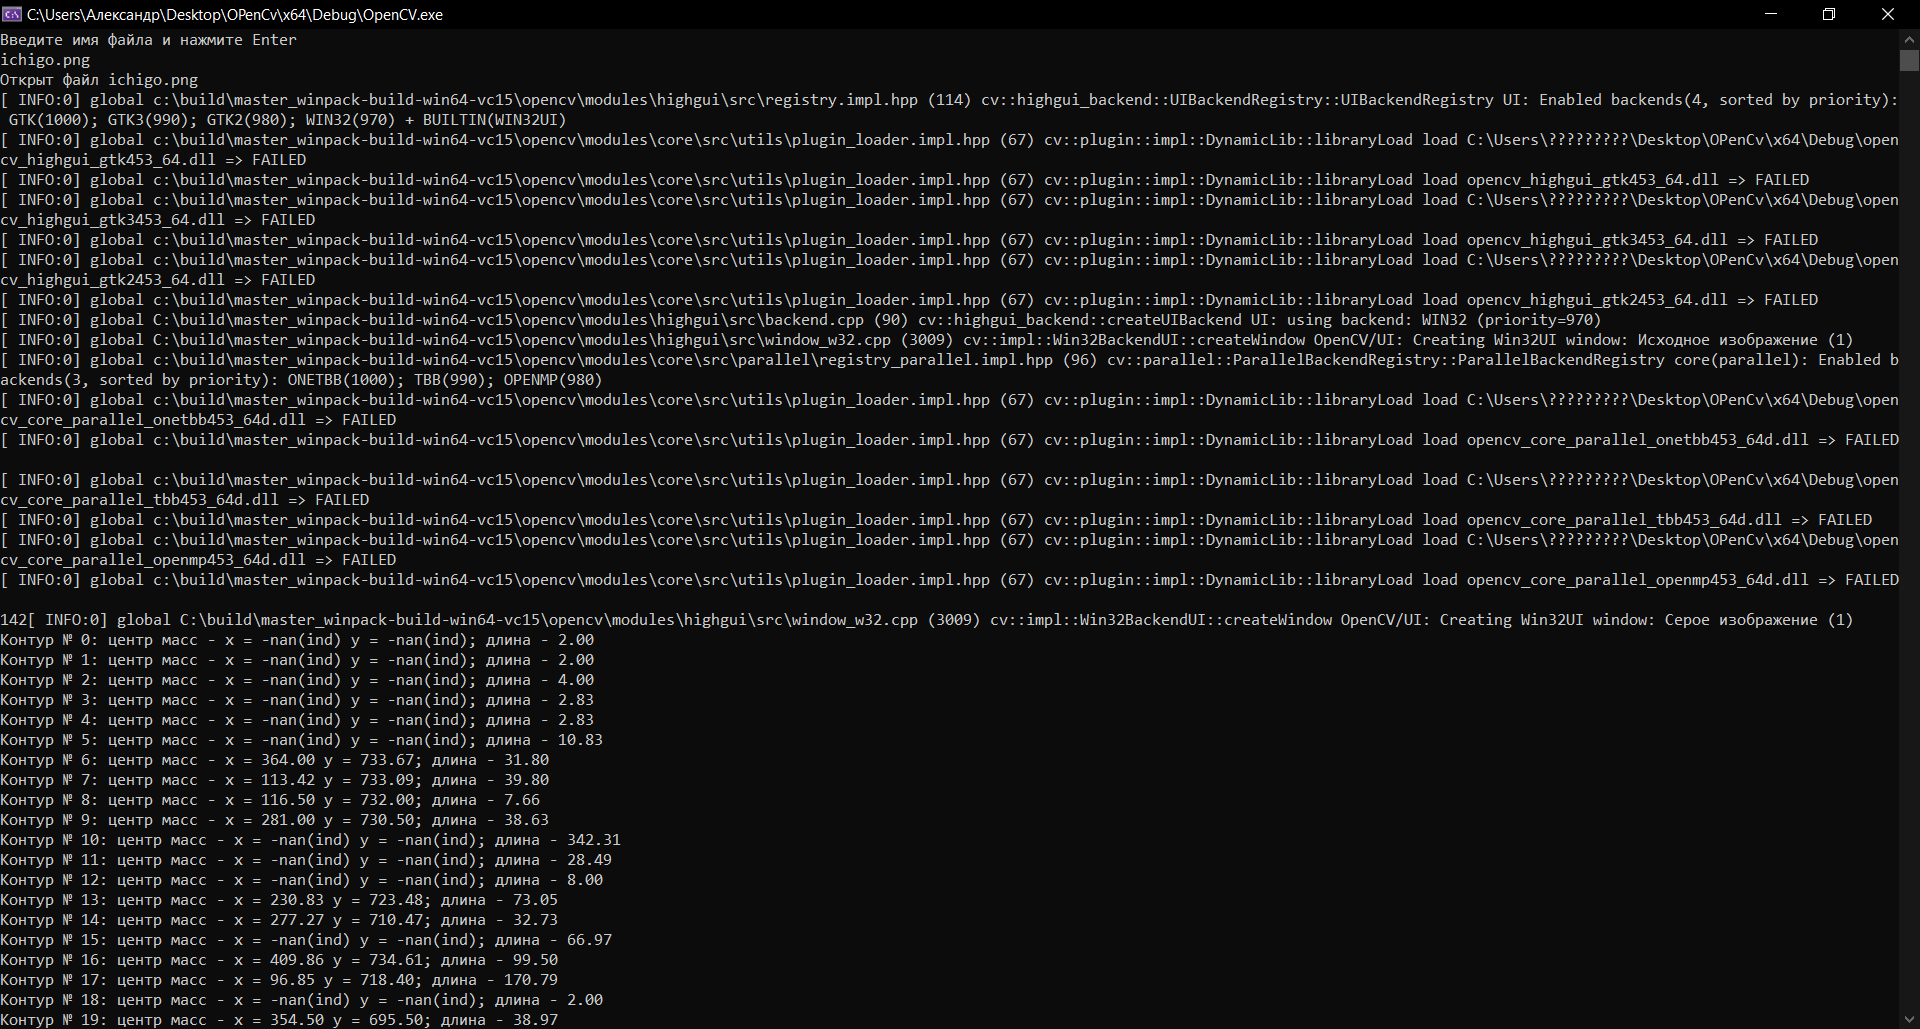 C:\Users\Александр\Desktop\OPenCv\x64\Debug\OpenCV.exe
Введите имя файла и нажмите Enter
ichigo.png
Открыт файл ichigo.png
[ INFO:0] global c:\build\master_winpack-build-win64-vc15\opencv\modules\highgui\src\registry.impl.hpp (114) cv::highgui_backend::UIBackendRegistry::UIBackendRegistry UI: Enabled backends(4, sorted by priority):
 GTK(1000); GTK3(990); GTK2(980); WIN32(970) + BUILTIN(WIN32UI)
[ INFO:0] global c:\build\master_winpack-build-win64-vc15\opencv\modules\core\src\utils\plugin_loader.impl.hpp (67) cv::plugin::impl::DynamicLib::libraryLoad load C:\Users\?????????\Desktop\OPenCv\x64\Debug\open
cv_highgui_gtk453_64.dll => FAILED
[ INFO:0] global c:\build\master_winpack-build-win64-vc15\opencv\modules\core\src\utils\plugin_loader.impl.hpp (67) cv::plugin::impl::DynamicLib::libraryLoad load opencv_highgui_gtk453_64.dll => FAILED
[ INFO:0] global c:\build\master_winpack-build-win64-vc15\opencv\modules\core\src\utils\plugin_loader.impl.hpp (67) cv::plugin::impl::DynamicLib::libraryLoad load C:\Users\?????????\Desktop\OPenCv\x64\Debug\open
cv_highgui_gtk3453_64.dll => FAILED
[ INFO:0] global c:\build\master_winpack-build-win64-vc15\opencv\modules\core\src\utils\plugin_loader.impl.hpp (67) cv::plugin::impl::DynamicLib::libraryLoad load opencv_highgui_gtk3453_64.dll => FAILED
[ INFO:0] global c:\build\master_winpack-build-win64-vc15\opencv\modules\core\src\utils\plugin_loader.impl.hpp (67) cv::plugin::impl::DynamicLib::libraryLoad load C:\Users\?????????\Desktop\OPenCv\x64\Debug\open
cv_highgui_gtk2453_64.dll => FAILED
[ INFO:0] global c:\build\master_winpack-build-win64-vc15\opencv\modules\core\src\utils\plugin_loader.impl.hpp (67) cv::plugin::impl::DynamicLib::libraryLoad load opencv_highgui_gtk2453_64.dll => FAILED
[ INFO:0] global C:\build\master_winpack-build-win64-vc15\opencv\modules\highgui\src\backend.cpp (90) cv::highgui_backend::createUIBackend UI: using backend: WIN32 (priority=970)
[ INFO:0] global C:\build\master_winpack-build-win64-vc15\opencv\modules\highgui\src\window_w32.cpp (3009) cv::impl::Win32BackendUI::createWindow OpenCV/UI: Creating Win32UI window: Исходное изображение (1)
[ INFO:0] global c:\build\master_winpack-build-win64-vc15\opencv\modules\core\src\parallel\registry_parallel.impl.hpp (96) cv::parallel::ParallelBackendRegistry::ParallelBackendRegistry core(parallel): Enabled b
ackends(3, sorted by priority): ONETBB(1000); TBB(990); OPENMP(980)
[ INFO:0] global c:\build\master_winpack-build-win64-vc15\opencv\modules\core\src\utils\plugin_loader.impl.hpp (67) cv::plugin::impl::DynamicLib::libraryLoad load C:\Users\?????????\Desktop\OPenCv\x64\Debug\open
cv_core_parallel_onetbb453_64d.dll => FAILED
[ INFO:0] global c:\build\master_winpack-build-win64-vc15\opencv\modules\core\src\utils\plugin_loader.impl.hpp (67) cv::plugin::impl::DynamicLib::libraryLoad load opencv_core_parallel_onetbb453_64d.dll => FAILED
[ INFO:0] global c:\build\master_winpack-build-win64-vc15\opencv\modules\core\src\utils\plugin_loader.impl.hpp (67) cv::plugin::impl::DynamicLib::libraryLoad load C:\Users\?????????\Desktop\OPenCv\x64\Debug\open
cv_core_parallel_tbb453_64d.dll => FAILED
[ INFO:0] global c:\build\master_winpack-build-win64-vc15\opencv\modules\core\src\utils\plugin_loader.impl.hpp (67) cv::plugin::impl::DynamicLib::libraryLoad load opencv_core_parallel_tbb453_64d.dll => FAILED
[ INFO:0] global c:\build\master_winpack-build-win64-vc15\opencv\modules\core\src\utils\plugin_loader.impl.hpp (67) cv::plugin::impl::DynamicLib::libraryLoad load C:\Users\?????????\Desktop\OPenCv\x64\Debug\open
cv_core_parallel_openmp453_64d.dll => FAILED
[ INFO:0] global c:\build\master_winpack-build-win64-vc15\opencv\modules\core\src\utils\plugin_loader.impl.hpp (67) cv::plugin::impl::DynamicLib::libraryLoad load opencv_core_parallel_openmp453_64d.dll => FAILED
142[ INFO:0] global C:\build\master_winpack-build-win64-vc15\opencv\modules\highgui\src\window_w32.cpp (3009) cv::impl::Win32BackendUI::createWindow OpenCV/UI: Creating Win32UI window: Серое изображение (1)
Контур № 0: центр масс - x = -nan(ind) y = -nan(ind); длина - 2.00
Контур № 1: центр масс - x = -nan(ind) y = -nan(ind); длина - 2.00
Контур № 2: центр масс - x = -nan(ind) y = -nan(ind); длина - 4.00
Контур № 3: центр масс - x = -nan(ind) y = -nan(ind); длина - 2.83
Контур № 4: центр масс - x = -nan(ind) y = -nan(ind); длина - 2.83
Контур № 5: центр масс - x = -nan(ind) y = -nan(ind); длина - 10.83
Контур № 6: центр масс - x = 364.00 y = 733.67; длина - 31.80
Контур № 7: центр масс - x = 113.42 y = 733.09; длина - 39.80
Контур № 8: центр масс - x = 116.50 y = 732.00; длина - 7.66
Контур № 9: центр масс - x = 281.00 y = 730.50; длина - 38.63
Контур № 10: центр масс - x = -nan(ind) y = -nan(ind); длина - 342.31
Контур № 11: центр масс - x = -nan(ind) y = -nan(ind); длина - 28.49
Контур № 12: центр масс - x = -nan(ind) y = -nan(ind); длина - 8.00
Контур № 13: центр масс - x = 230.83 y = 723.48; длина - 73.05
Контур № 14: центр масс - x = 277.27 y = 710.47; длина - 32.73
Контур № 15: центр масс - x = -nan(ind) y = -nan(ind); длина - 66.97
Контур № 16: центр масс - x = 409.86 y = 734.61; длина - 99.50
Контур № 17: центр масс - x = 96.85 y = 718.40; длина - 170.79
Контур № 18: центр масс - x = -nan(ind) y = -nan(ind); длина - 2.00
Контур № 19: центр масс - x = 354.50 y = 695.50; длина - 38.97